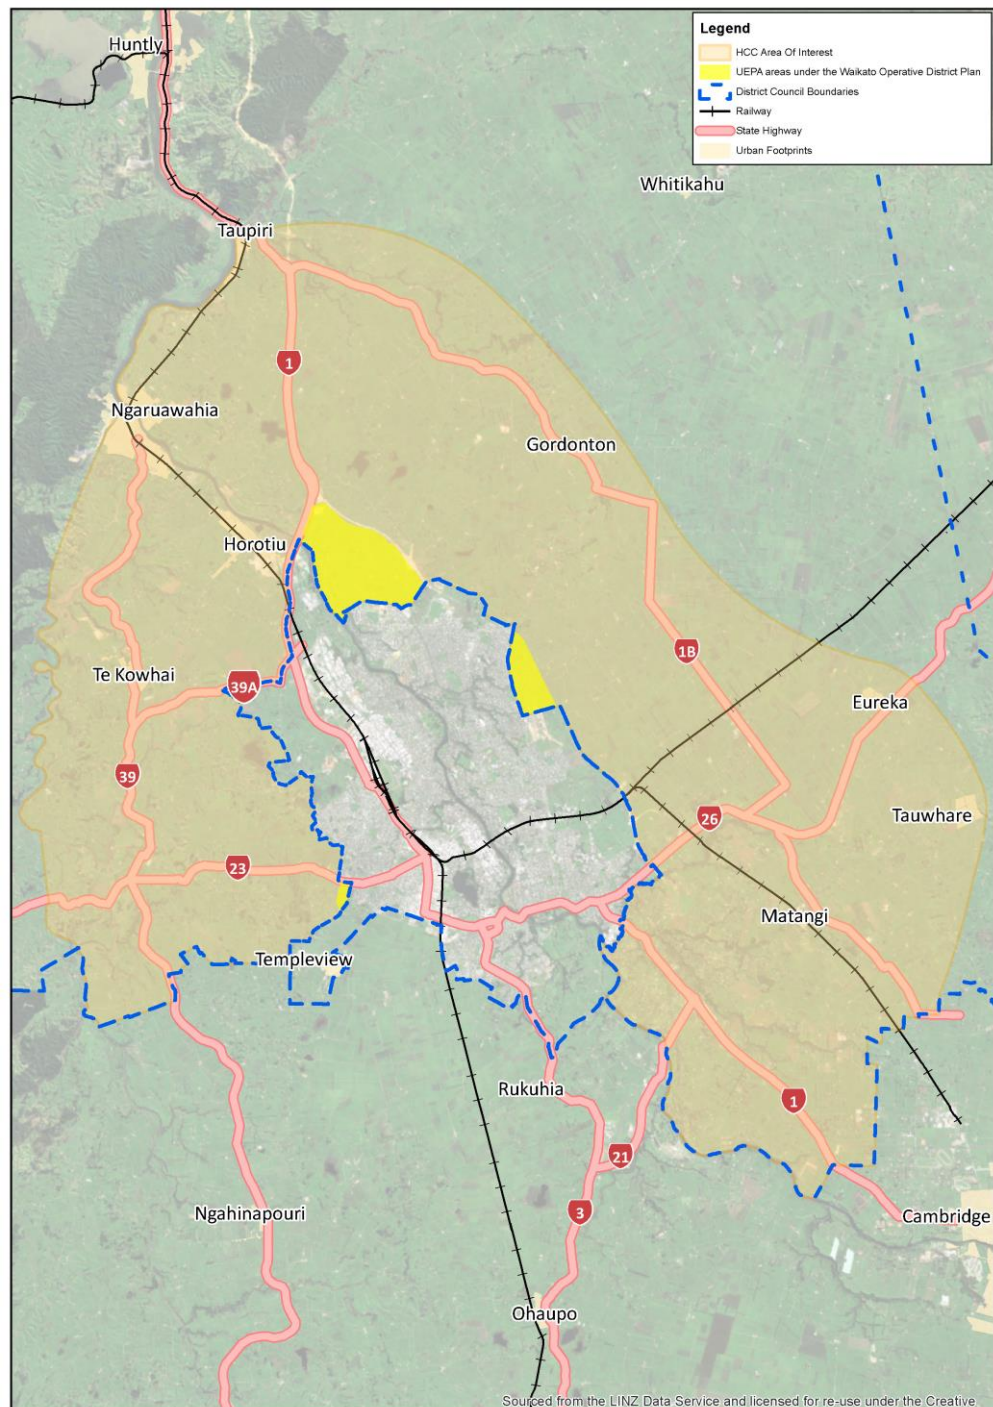 Legend
HCC Area Of Interest
UEPA areas under the Waikato Operative District Plan
District Council Boundaries
Railway
State Highway
Urban Footprints
Huntly
Whitikahu
Taupiri
1
Ngaruawahia
Gordonton
Horotiu
1B
Te Kowhai
39A
Eureka
39
26
Tauwhare
23
Matangi
Templeview
Rukuhia
1
21
3
Ngahinapouri
Cambridge
Ohaupo
Sourced from the LINZ Data Service and licensed for re-use under the Creative